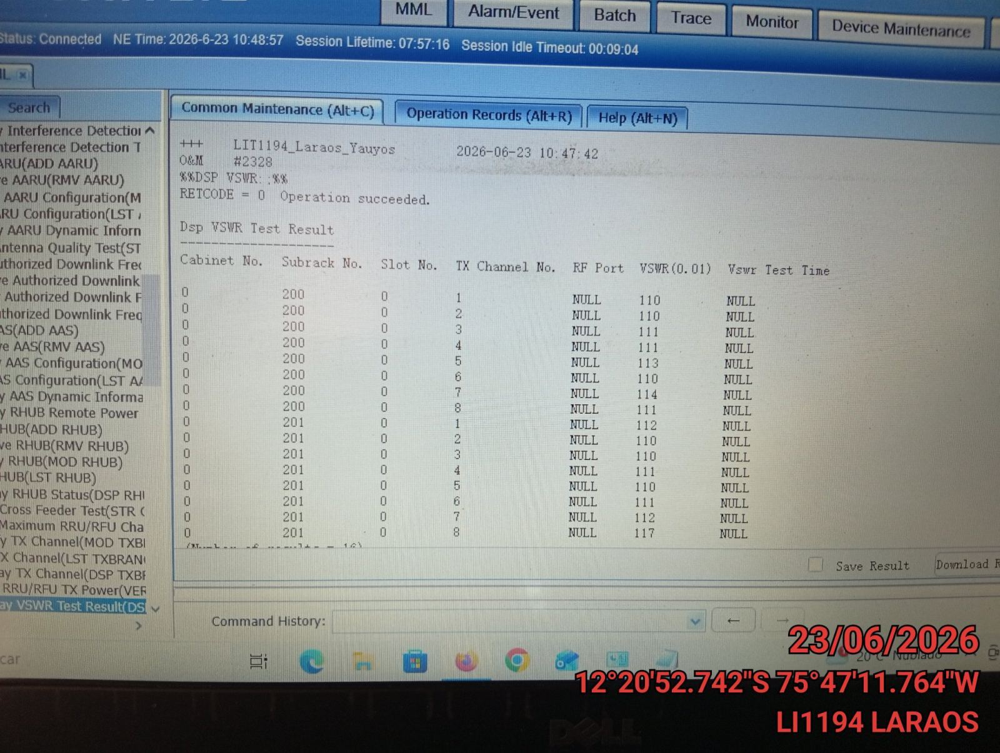 MML Alarm/Event Batch Trace Monitor Device Maintenance
Status: Connected NE Time: 2026-6-23 10:48:57 Session Lifetime: 07:57:16 Session Idle Timeout: 00:09:04
Search
Common Maintenance (Alt+C) Operation Records (Alt+R) Help (Alt+N)
y Interference Detection
nterference Detection T
ARU(ADD AARU)
e AARU(RMV AARU)
AARU Configuration(M
RU Configuration(LST
y AARU Dynamic Inforn
ntenna Quality Test(ST
uthorized Downlink Frec
e Authorized Downlink
Authorized Downlink F
thorized Downlink Freq
AS(ADD AAS)
ve AAS(RMV AAS)
AAS Configuration(MO
AS Configuration(LST AA
y AAS Dynamic Informa
y RHUB Remote Power
HUB(ADD RHUB)
ve RHUB(RMV RHUB)
y RHUB(MOD RHUB)
HUB(LST RHUB)
ay RHUB Status(DSP RHU
Cross Feeder Test(STR C
Maximum RRU/RFU Cha
y TX Channel(MOD TXBI
X Channel(LST TXBRAN
ay TX Channel(DSP TXBF
RRU/RFU TX Power(VER
ay VSWR Test Result(DS
+++ LIT1194_Laraos_Yauyos 2026-06-23 10:47:42
O&M #2328
%%DSP VSWR: ;%%
RETCODE = 0 Operation succeeded.
Dsp VSWR Test Result
--------------------
Cabinet No. Subrack No. Slot No. TX Channel No. RF Port VSWR(0.01) Vswr Test Time
0 200 0 1 NULL 110 NULL
0 200 0 2 NULL 110 NULL
0 200 0 3 NULL 111 NULL
0 200 0 4 NULL 111 NULL
0 200 0 5 NULL 113 NULL
0 200 0 6 NULL 110 NULL
0 200 0 7 NULL 114 NULL
0 200 0 8 NULL 111 NULL
0 201 0 1 NULL 112 NULL
0 201 0 2 NULL 110 NULL
0 201 0 3 NULL 110 NULL
0 201 0 4 NULL 111 NULL
0 201 0 5 NULL 110 NULL
0 201 0 6 NULL 111 NULL
0 201 0 7 NULL 112 NULL
0 201 0 8 NULL 117 NULL
Save Result Download R
Command History:
car
20°C Nublado
DELL
23/06/2026
12°20'52.742"S 75°47'11.764"W
LI1194 LARAOS